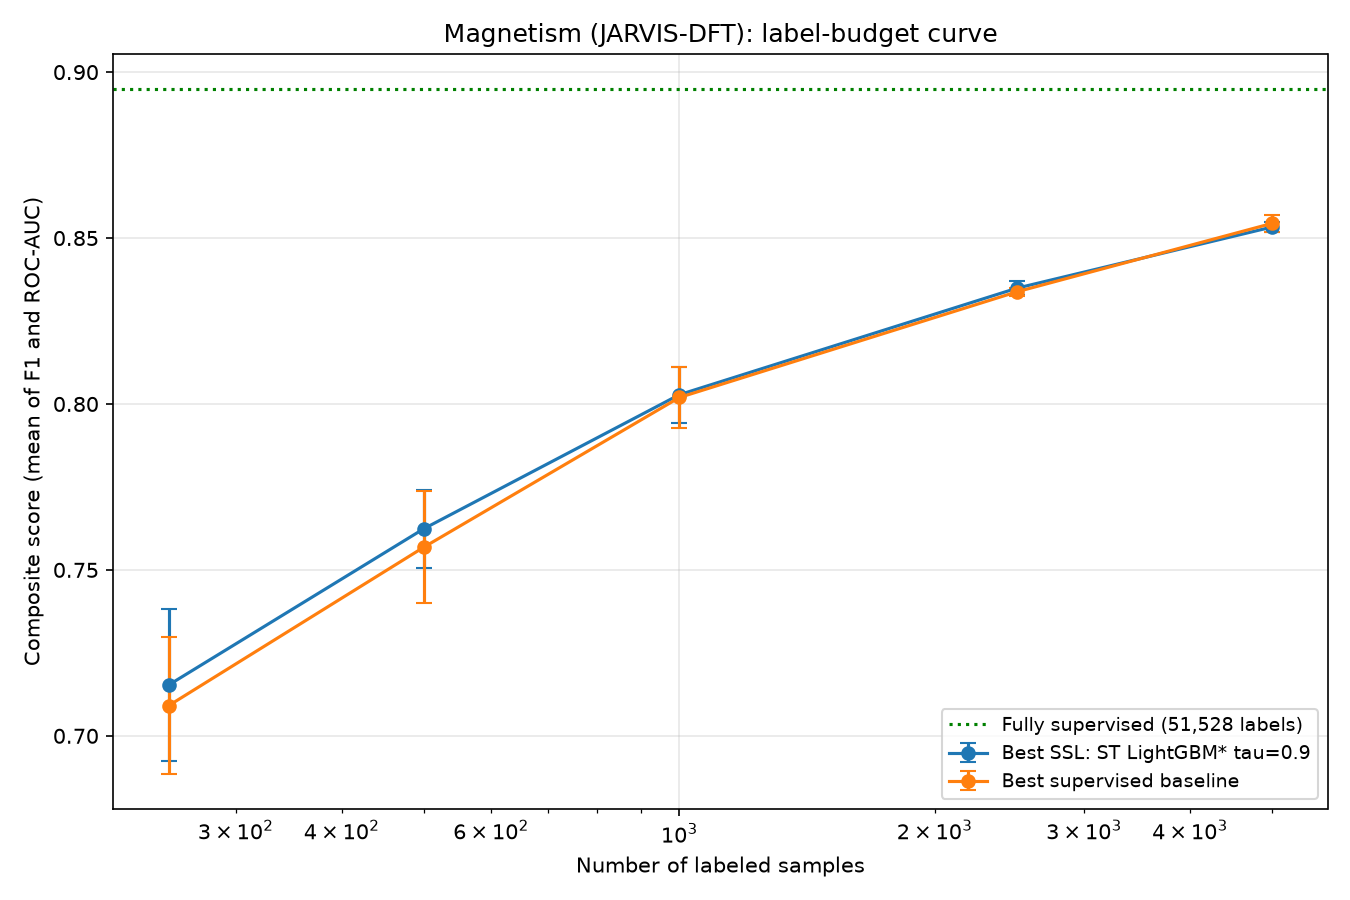 Magnetism (JARVIS-DFT): label-budget curve
Composite score (mean of F1 and ROC-AUC)
0.90
0.85
0.80
0.75
0.70
Fully supervised (51,528 labels)
Best SSL: ST LightGBM* tau=0.9
Best supervised baseline
3 × 10² 4 × 10² 6 × 10² 10³ 2 × 10³ 3 × 10³ 4 × 10³
Number of labeled samples